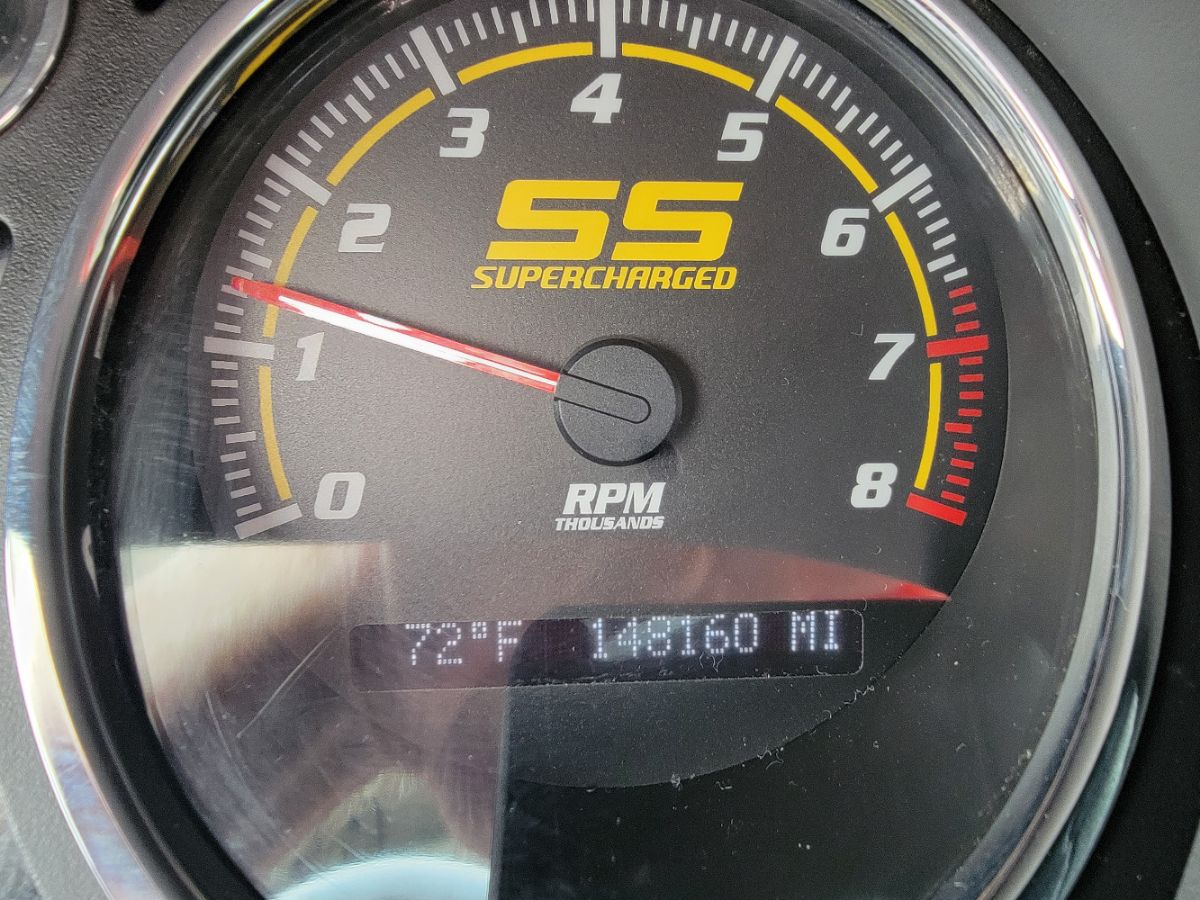 4
3
5
2
6
SS
SUPERCHARGED
1
7
0
8
RPM
THOUSANDS
72°F 148160 MI